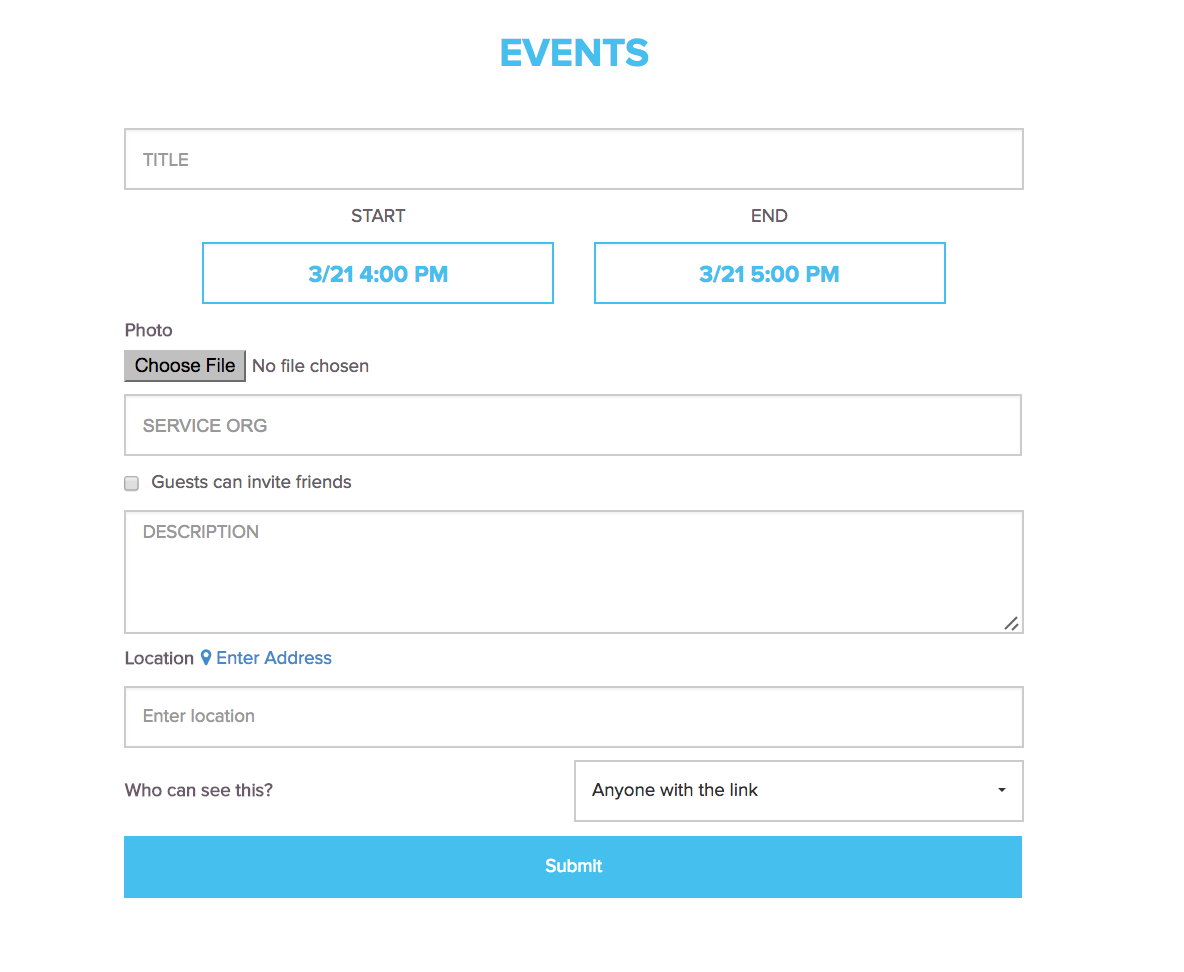 EVENTS
TITLE
START END
3/21 4:00 PM 3/21 5:00 PM
Photo
Choose File No file chosen
SERVICE ORG
Guests can invite friends
DESCRIPTION
Location Enter Address
Enter location
Who can see this? Anyone with the link
Submit